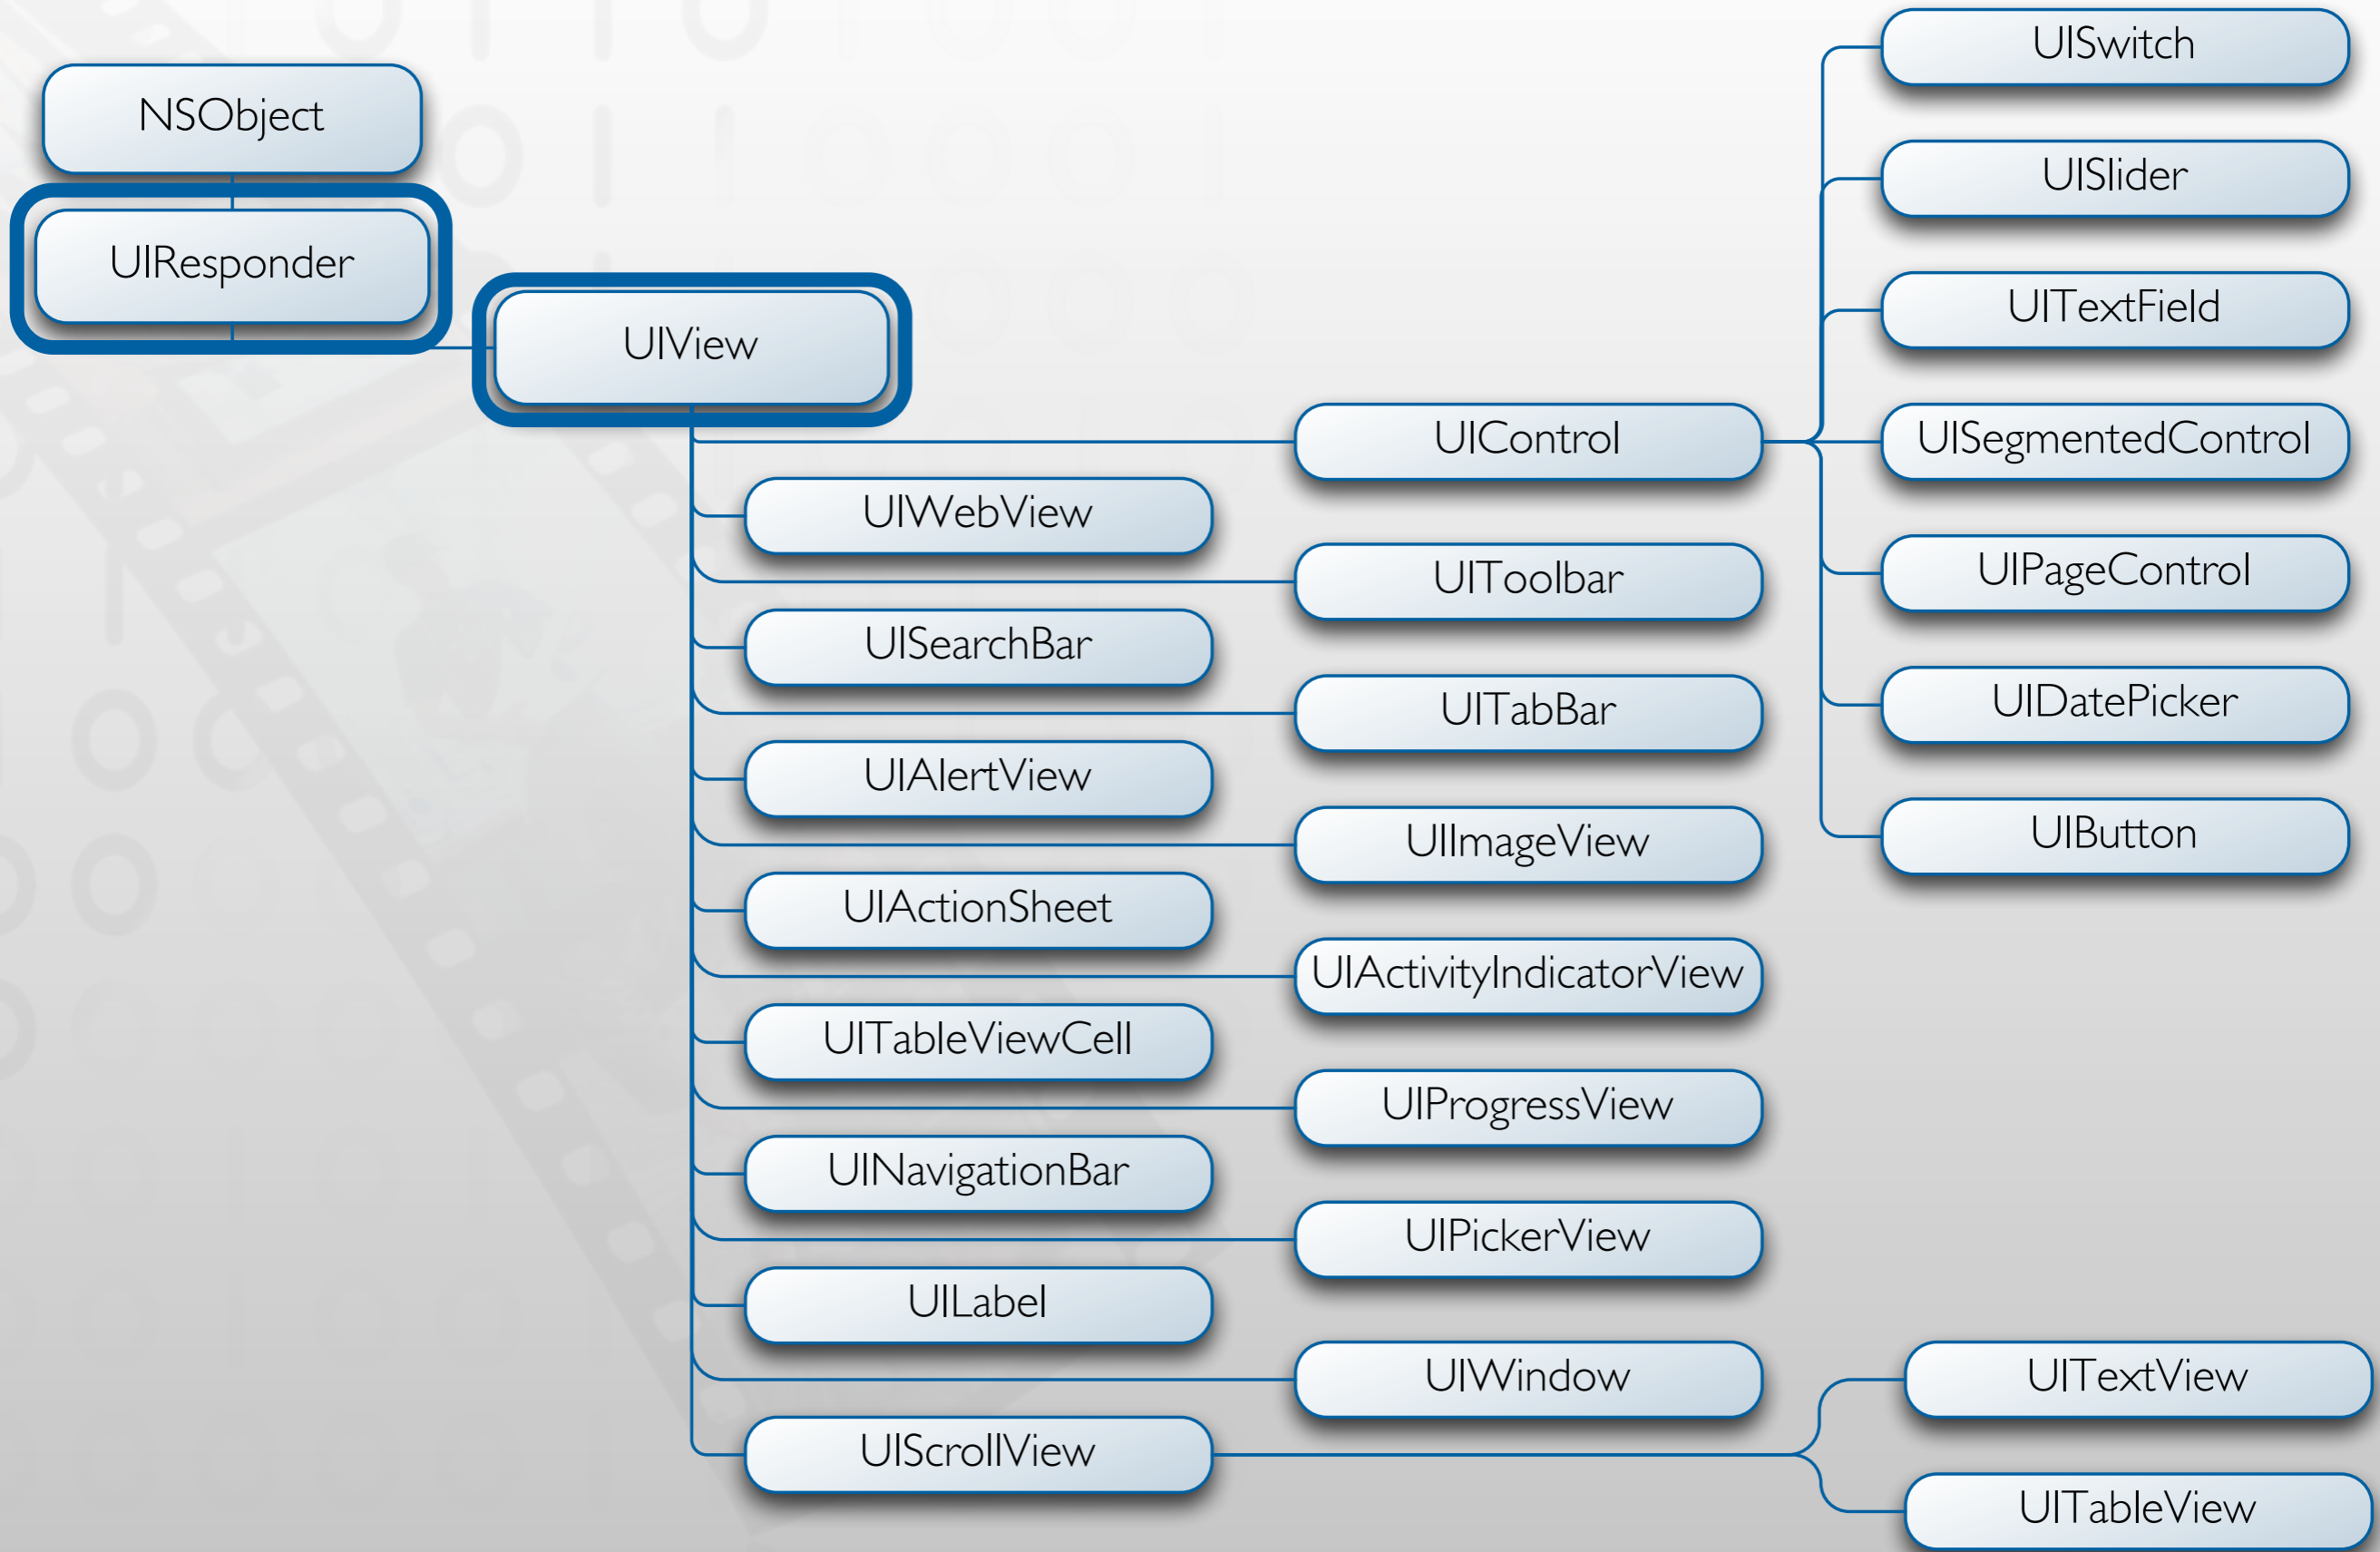 NSObject
UIResponder
UIView
UIControl
UIWebView
UIToolbar
UISearchBar
UITabBar
UIAlertView
UIImageView
UIActionSheet
UIActivityIndicatorView
UITableViewCell
UIProgressView
UINavigationBar
UIPickerView
UILabel
UIWindow
UIScrollView
UISwitch
UISlider
UITextField
UISegmentedControl
UIPageControl
UIDatePicker
UIButton
UITextView
UITableView